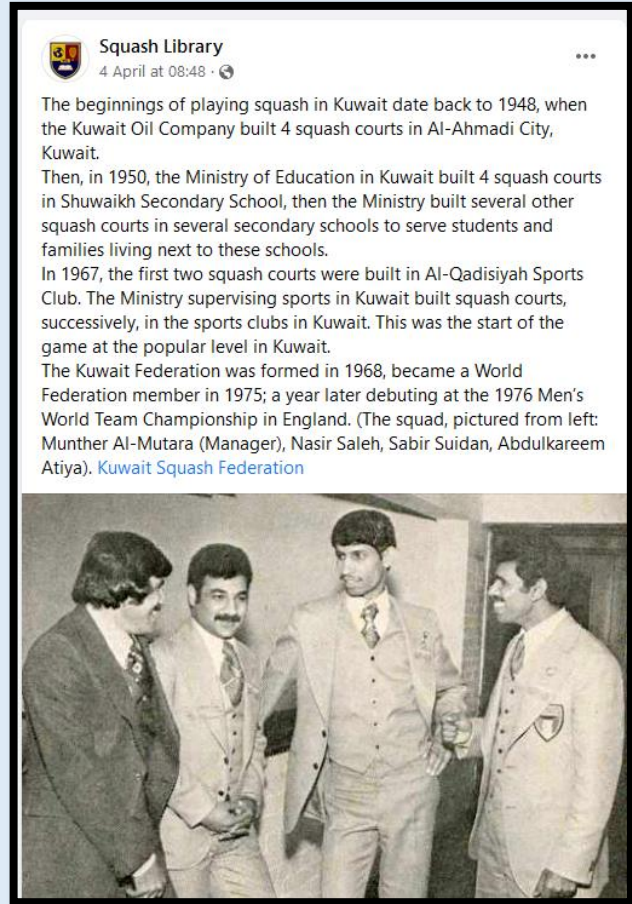 Squash Library
4 April at 08:48 ·
The beginnings of playing squash in Kuwait date back to 1948, when
the Kuwait Oil Company built 4 squash courts in Al-Ahmadi City,
Kuwait.
Then, in 1950, the Ministry of Education in Kuwait built 4 squash courts
in Shuwaikh Secondary School, then the Ministry built several other
squash courts in several secondary schools to serve students and
families living next to these schools.
In 1967, the first two squash courts were built in Al-Qadisiyah Sports
Club. The Ministry supervising sports in Kuwait built squash courts,
successively, in the sports clubs in Kuwait. This was the start of the
game at the popular level in Kuwait.
The Kuwait Federation was formed in 1968, became a World
Federation member in 1975; a year later debuting at the 1976 Men's
World Team Championship in England. (The squad, pictured from left:
Munther Al-Mutara (Manager), Nasir Saleh, Sabir Suidan, Abdulkareem
Atiya). Kuwait Squash Federation